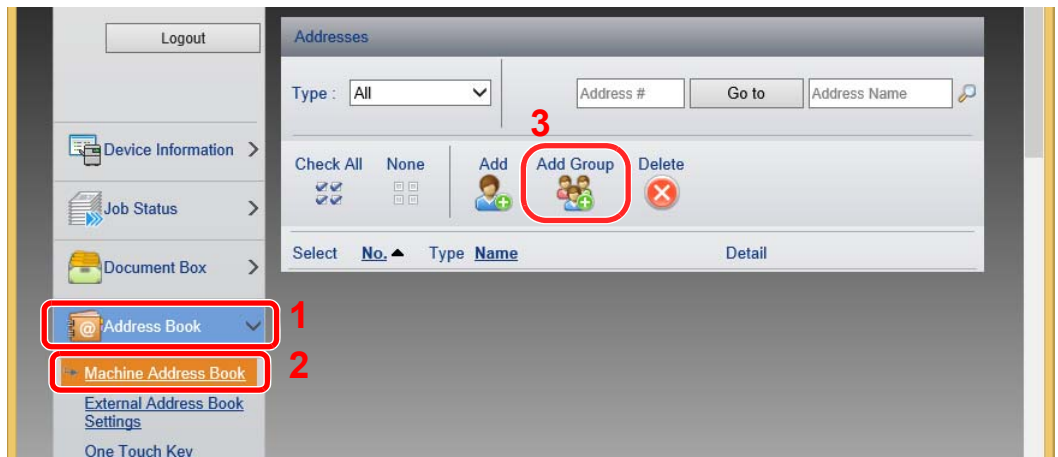 Logout
Addresses
Type : All
Address #
Go to
Address Name
3
Device Information
Check All None Add Add Group Delete
Job Status
Select No. Type Name Detail
Document Box
Address Book
1
Machine Address Book
2
External Address Book
Settings
One Touch Key